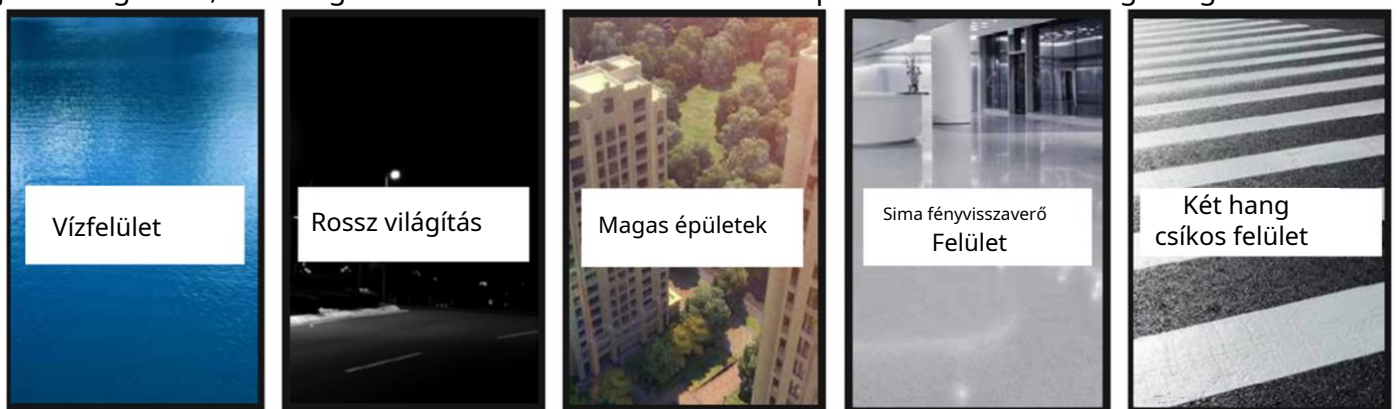 Vízfelület
Rossz világítás
Magas épületek
Sima fényvisszaverő
Felület
Két hang
csíkos felület